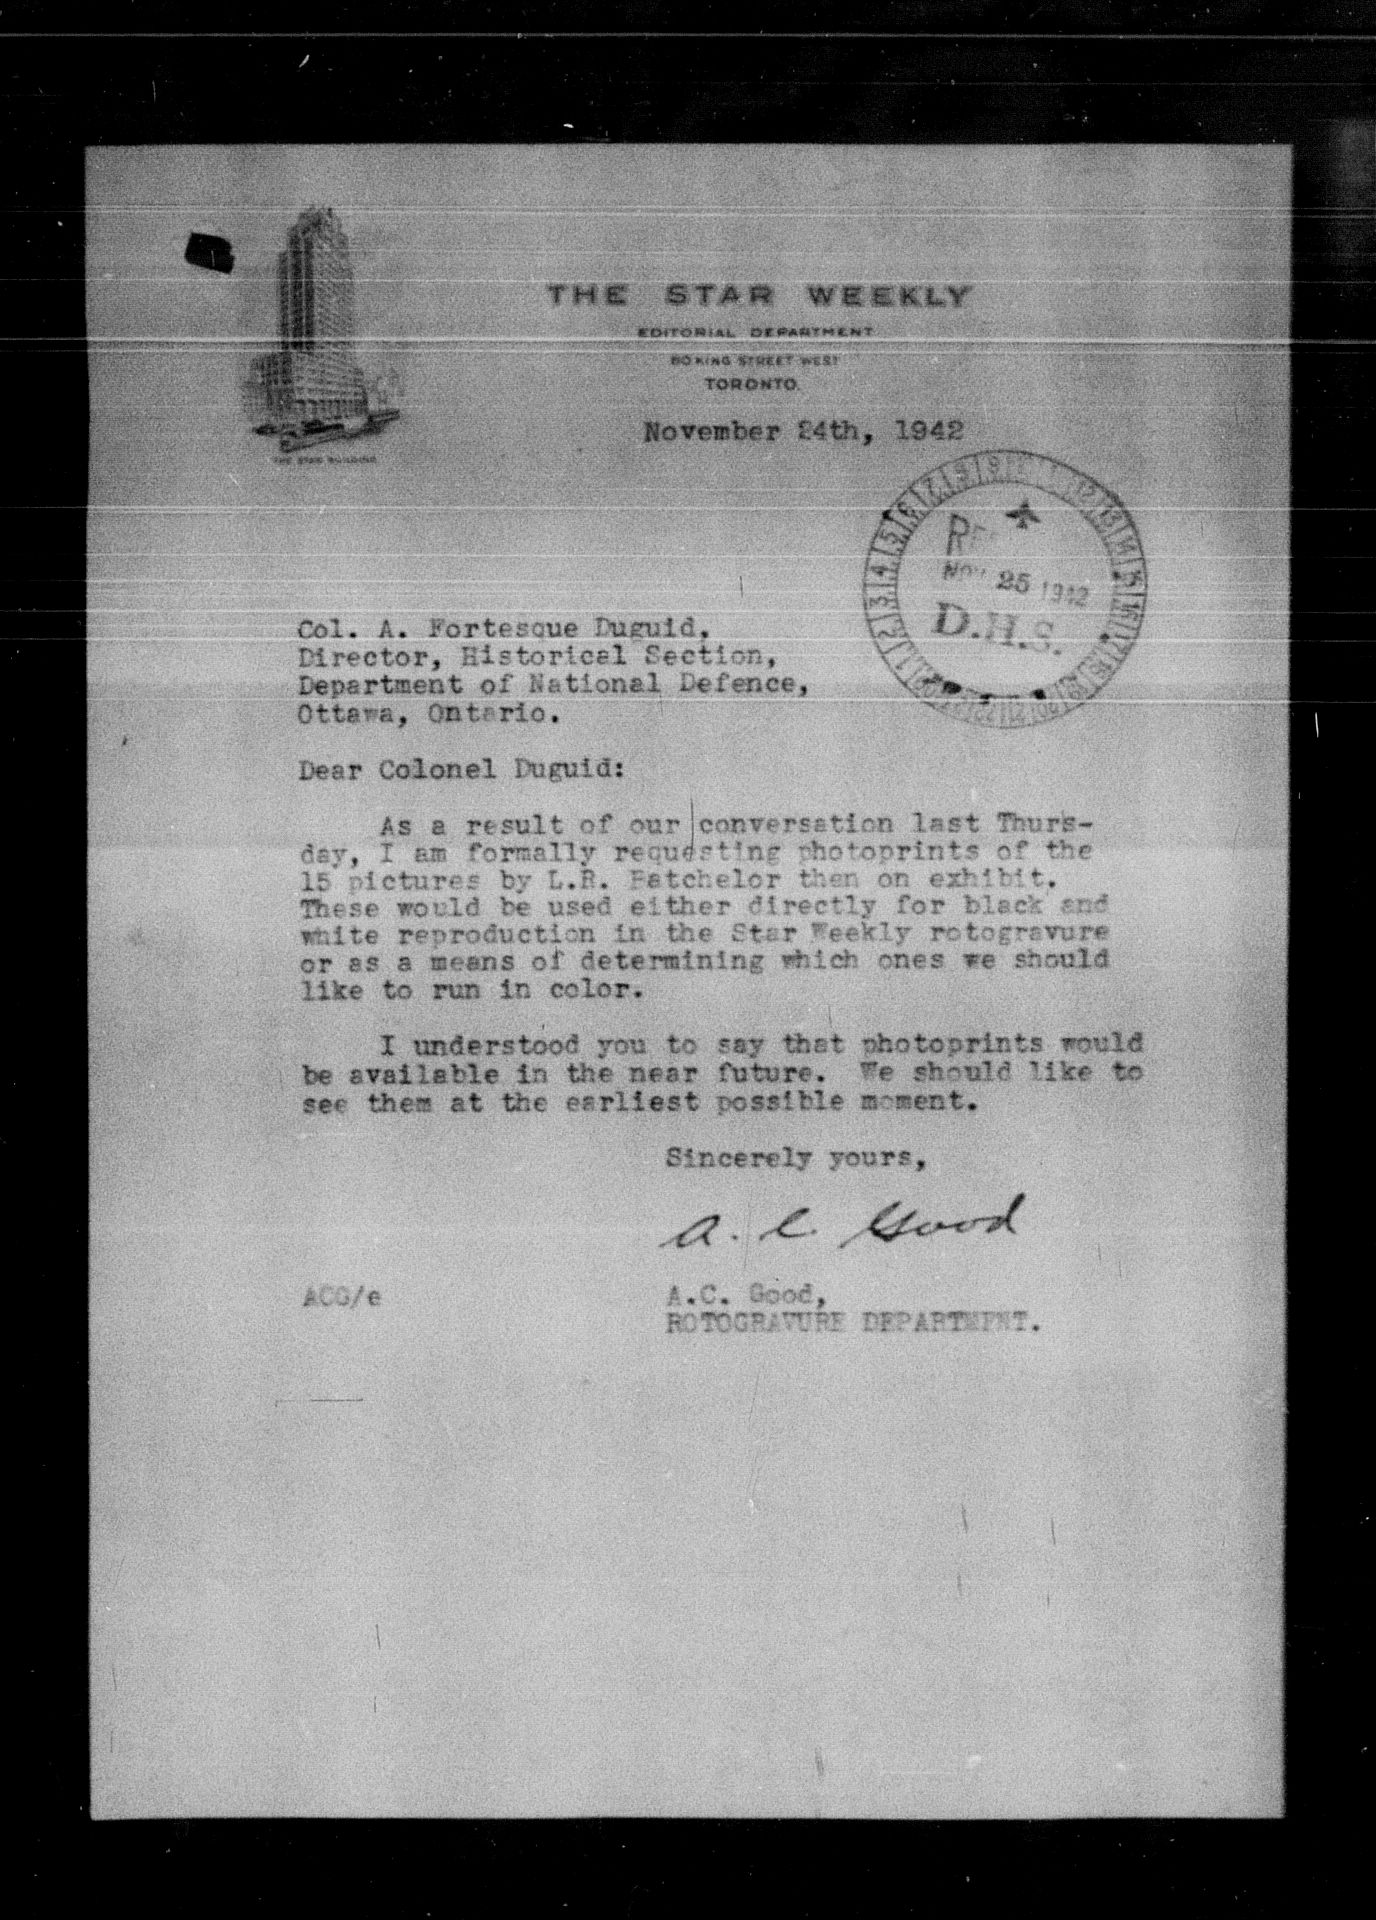 THE STAR WEEKLY
EDITORIAL DEPARTMENT
80 KING STREET WEST
TORONTO.
THE STAR BUILDING
November 24th, 1942
NOV 25 1942
D.H.S.
Col. A. Fortesque Duguid,
Director, Historical Section,
Department of National Defence,
Ottawa, Ontario.
Dear Colonel Duguid:
As a result of our conversation last Thurs-
day, I am formally requesting photoprints of the
15 pictures by L.R. Batchelor then on exhibit.
These would be used either directly for black and
white reproduction in the Star Weekly rotogravure
or as a means of determining which ones we should
like to run in color.
I understood you to say that photoprints would
be available in the near future. We should like to
see them at the earliest possible moment.
Sincerely yours,
A. C. Good
ACG/e
A.C. Good,
ROTOGRAVURE DEPARTMENT.